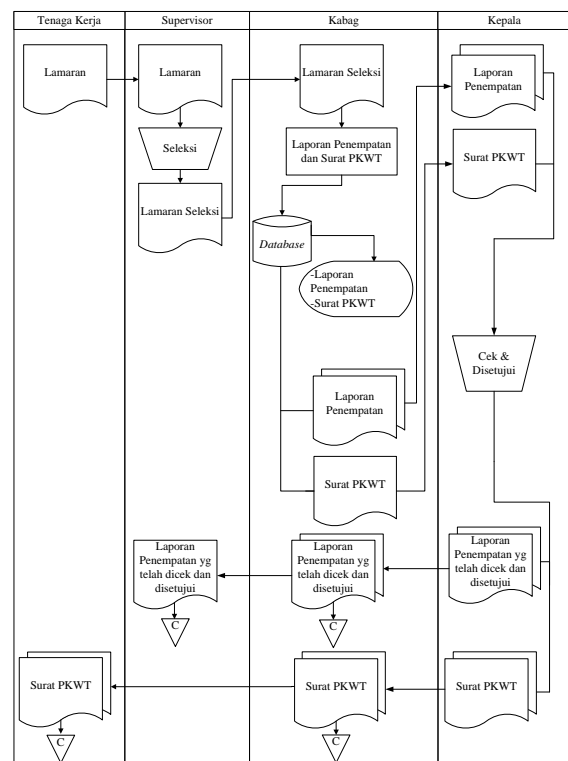 Tenaga Kerja
Supervisor
Kabag
Kepala
Lamaran
Lamaran
Lamaran Seleksi
Laporan
Penempatan
Seleksi
Laporan Penempatan
dan Surat PKWT
Surat PKWT
Lamaran Seleksi
Database
-Laporan
Penempatan
-Surat PKWT
Cek &
Disetujui
Laporan
Penempatan
Surat PKWT
Laporan
Penempatan yg
telah dicek dan
disetujui
Laporan
Penempatan yg
telah dicek dan
disetujui
Laporan
Penempatan yg
telah dicek dan
disetujui
C
C
Surat PKWT
Surat PKWT
Surat PKWT
C
C